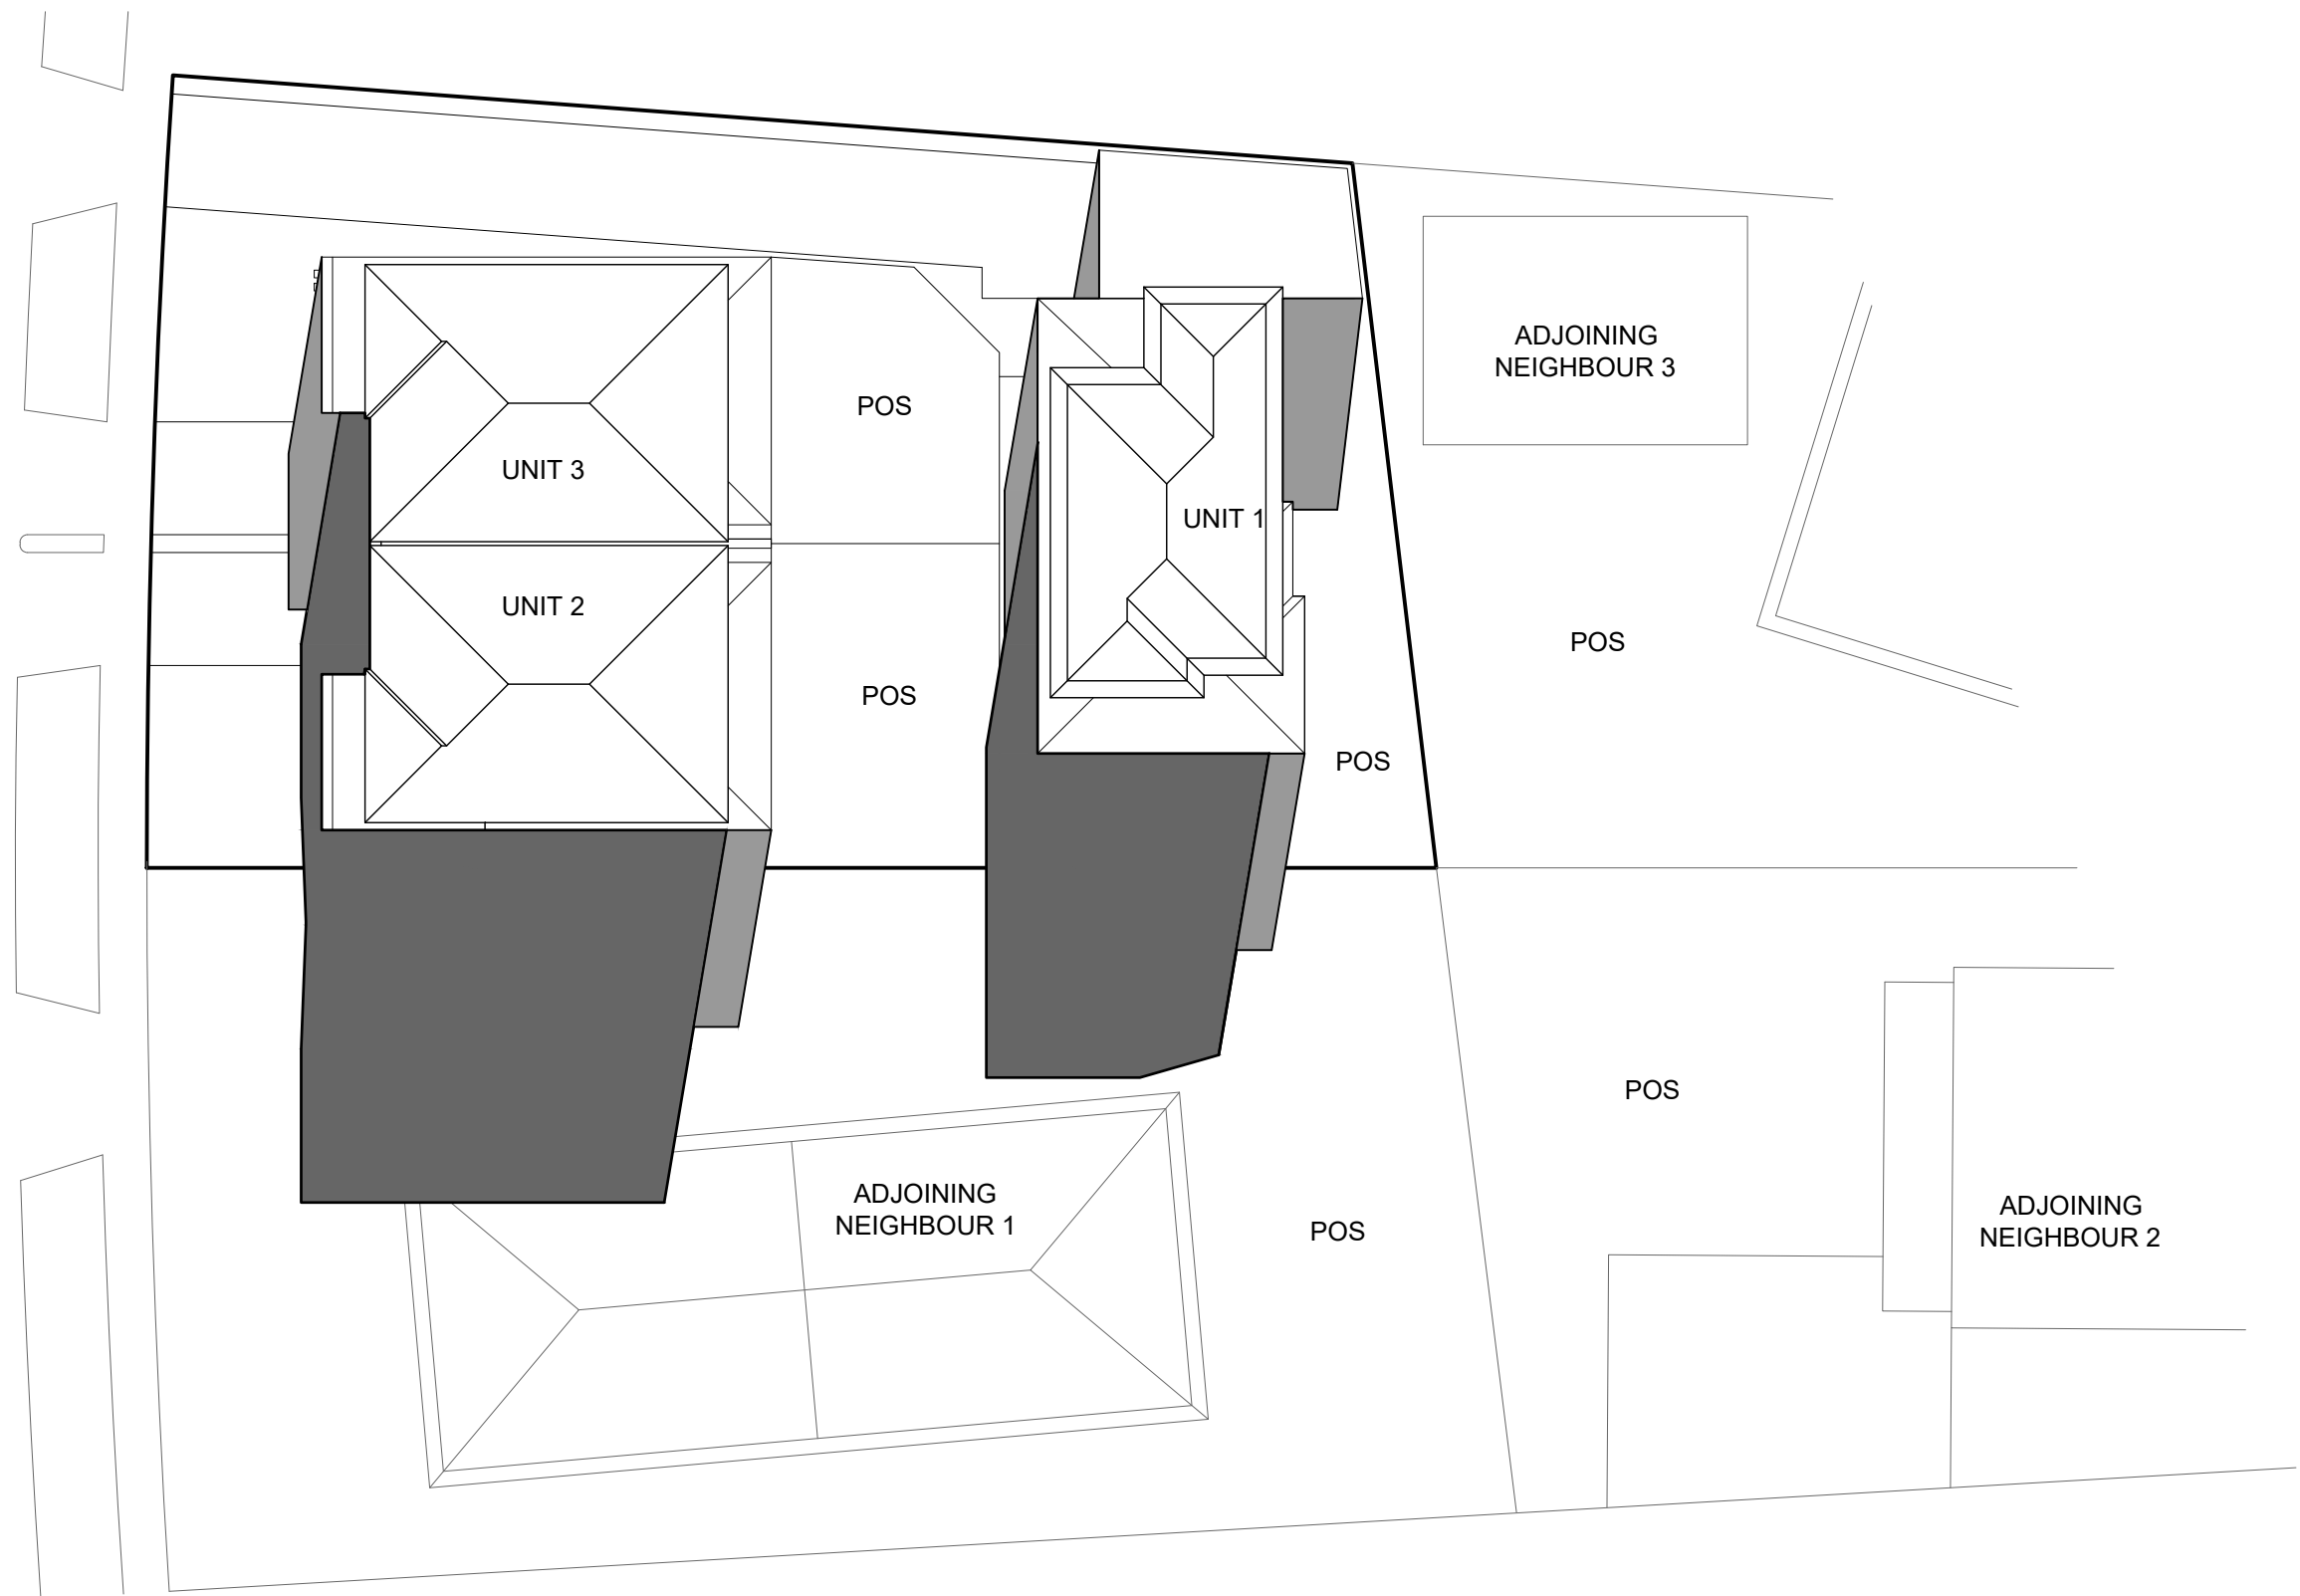 ADJOINING
NEIGHBOUR 3
POS
UNIT 3
UNIT 1
UNIT 2
POS
POS
POS
POS
ADJOINING
NEIGHBOUR 1
POS
ADJOINING
NEIGHBOUR 2